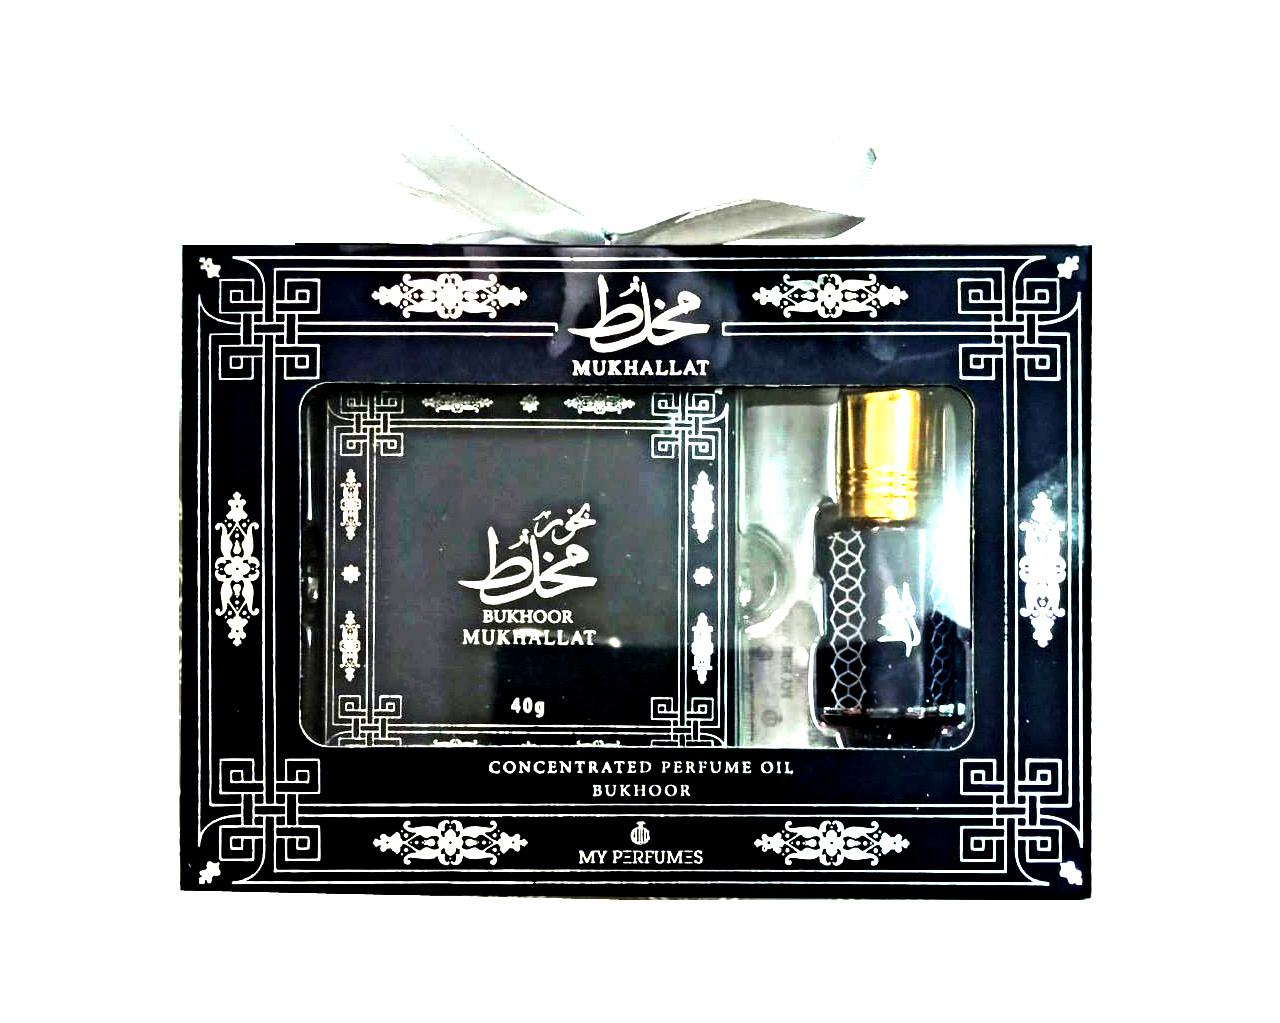 مخلط
MUKHALLAT
بخور
مخلط
BUKHOOR
MUKHALLAT
40g
CONCENTRATED PERFUME OIL
BUKHOOR
MY PERFUMES